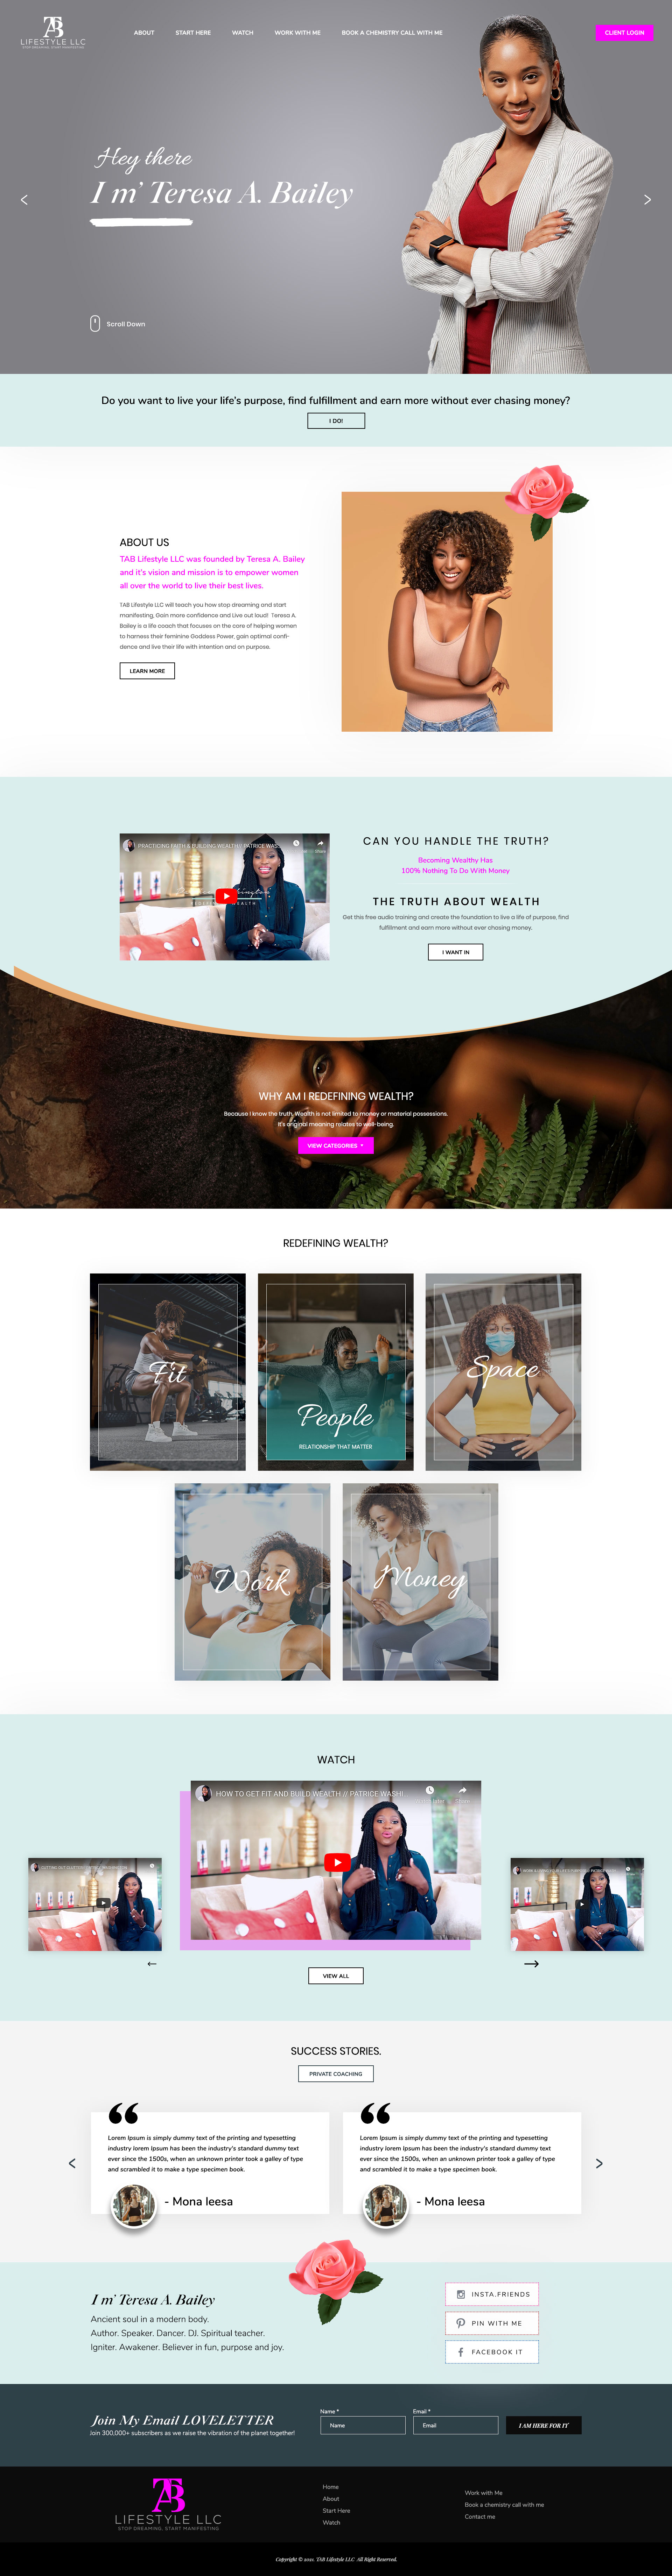 TAB
LIFESTYLE LLC
STOP DREAMING, START MANIFESTING
ABOUT
START HERE
WATCH
WORK WITH ME
BOOK A CHEMISTRY CALL WITH ME
CLIENT LOGIN
Hey there
I m' Teresa A. Bailey
Scroll Down
Do you want to live your life's purpose, find fulfillment and earn more without ever chasing money?
I DO!
ABOUT US
TAB Lifestyle LLC was founded by Teresa A. Bailey
and it's vision and mission is to empower women
all over the world to live their best lives.
TAB Lifestyle LLC will teach you how stop dreaming and start
manifesting, Gain more confidence and Live out loud! Teresa A.
Bailey is a life coach that focuses on the core of helping women
to harness their feminine Goddess Power, gain optimal confi-
dence and live their life with intention and on purpose.
LEARN MORE
PRACTICING FAITH & BUILDING WEALTH // PATRICE WAS...
Share
CAN YOU HANDLE THE TRUTH?
Becoming Wealthy Has
100% Nothing To Do With Money
THE TRUTH ABOUT WEALTH
Get this free audio training and create the foundation to live a life of purpose, find
fulfillment and earn more without ever chasing money.
I WANT IN
WHY AM I REDEFINING WEALTH?
Because I know the truth. Wealth is not limited to money or material possessions.
It's original meaning relates to well-being.
VIEW CATEGORIES
REDEFINING WEALTH?
Fit
People
RELATIONSHIP THAT MATTER
Space
Work
Money
WATCH
HOW TO GET FIT AND BUILD WEALTH // PATRICE WASHI...
Share
VIEW ALL
SUCCESS STORIES.
PRIVATE COACHING
Lorem Ipsum is simply dummy text of the printing and typesetting
industry lorem Ipsum has been the industry's standard dummy text
ever since the 1500s, when an unknown printer took a galley of type
and scrambled it to make a type specimen book.
- Mona leesa
Lorem Ipsum is simply dummy text of the printing and typesetting
industry lorem Ipsum has been the industry's standard dummy text
ever since the 1500s, when an unknown printer took a galley of type
and scrambled it to make a type specimen book.
- Mona leesa
I m' Teresa A. Bailey
Ancient soul in a modern body.
Author. Speaker. Dancer. DJ. Spiritual teacher.
Igniter. Awakener. Believer in fun, purpose and joy.
INSTA.FRIENDS
PIN WITH ME
FACEBOOK IT
Join My Email LOVELETTER
Join 300,000+ subscribers as we raise the vibration of the planet together!
Name *
Name
Email *
Email
I AM HERE FOR IT
TAB
LIFESTYLE LLC
STOP DREAMING, START MANIFESTING
Home
About
Start Here
Watch
Work with Me
Book a chemistry call with me
Contact me
Copyright © 2021. TAB Lifestyle LLC All Right Reserved.